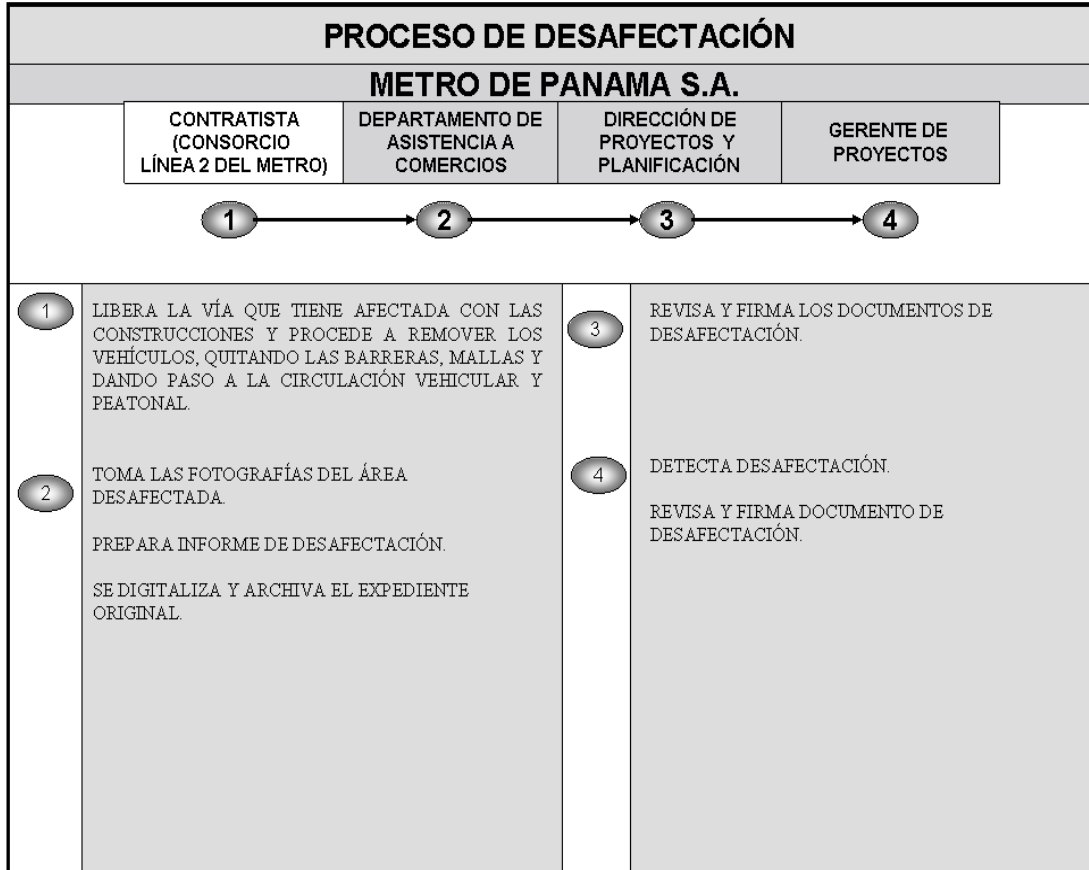 PROCESO DE DESAFECTACIÓN
METRO DE PANAMA S.A.
CONTRATISTA
(CONSORCIO
LÍNEA 2 DEL METRO)
DEPARTAMENTO DE
ASISTENCIA A
COMERCIOS
DIRECCIÓN DE
PROYECTOS Y
PLANIFICACIÓN
GERENTE DE
PROYECTOS
1
2
3
4
1
LIBERA LA VÍA QUE TIENE AFECTADA CON LAS
CONSTRUCCIONES Y PROCEDE A REMOVER LOS
VEHÍCULOS, QUITANDO LAS BARRERAS, MALLAS Y
DANDO PASO A LA CIRCULACIÓN VEHICULAR Y
PEATONAL.
2
TOMA LAS FOTOGRAFÍAS DEL ÁREA
DESAFECTADA.
PREPARA INFORME DE DESAFECTACIÓN.
SE DIGITALIZA Y ARCHIVA EL EXPEDIENTE
ORIGINAL.
3
REVISA Y FIRMA LOS DOCUMENTOS DE
DESAFECTACIÓN.
4
DETECTA DESAFECTACIÓN.
REVISA Y FIRMA DOCUMENTO DE
DESAFECTACIÓN.